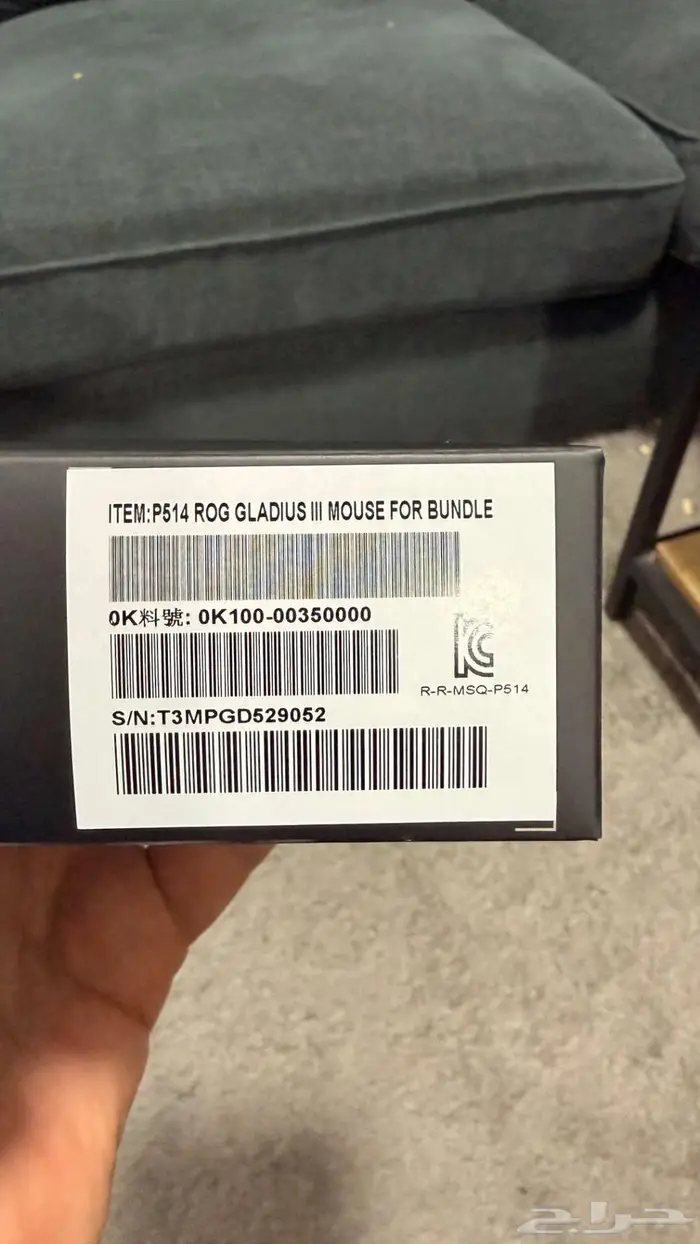 ITEM:P514 ROG GLADIUS III MOUSE FOR BUNDLE
0K料號: 0K100-00350000
R-R-MSQ-P514
S/N:T3MPGD529052
حراج